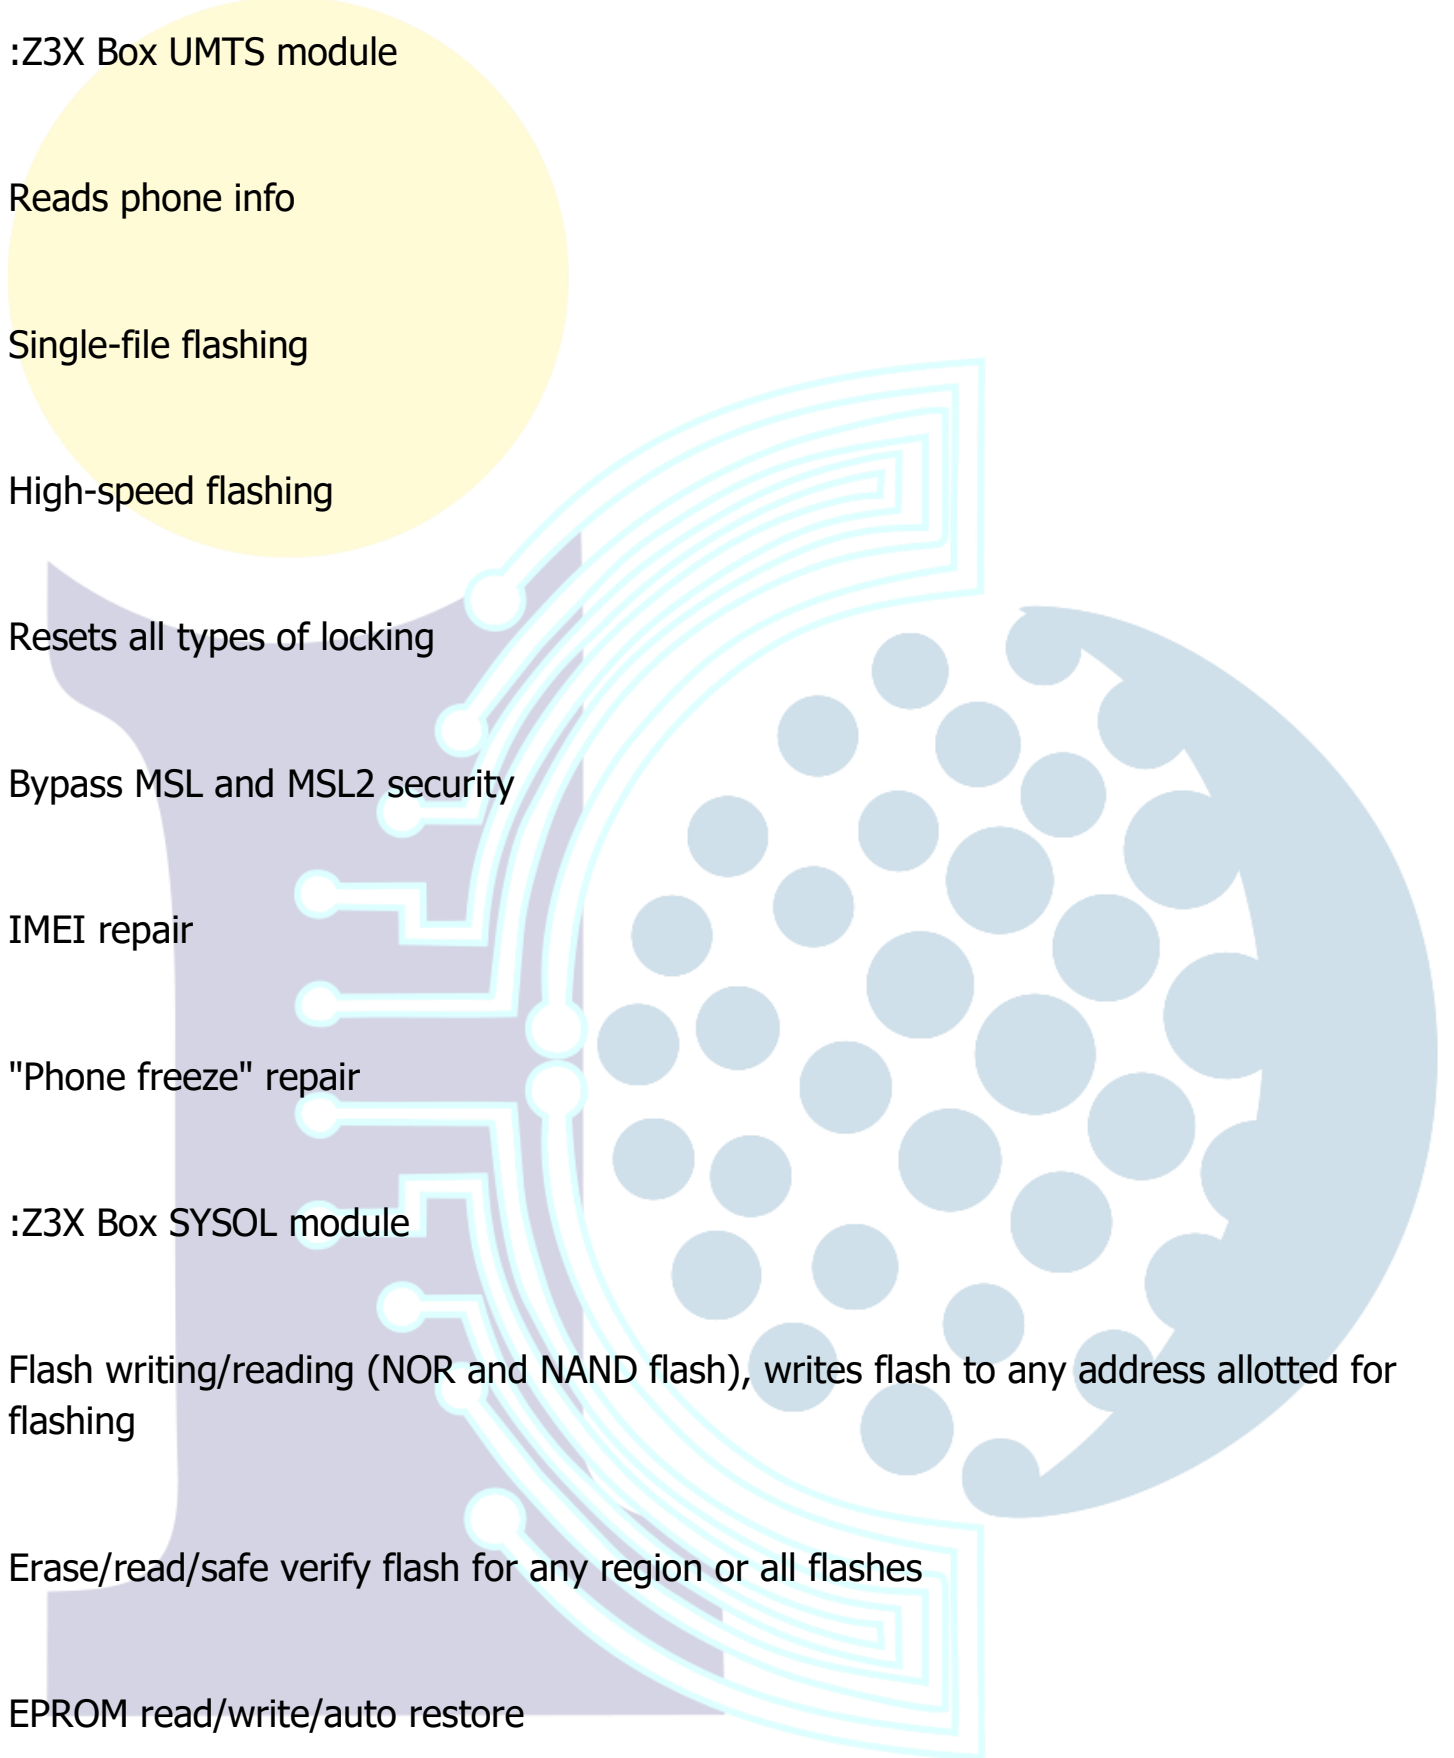 :Z3X Box UMTS module
Reads phone info
Single-file flashing
High-speed flashing
Resets all types of locking
Bypass MSL and MSL2 security
IMEI repair
"Phone freeze" repair
:Z3X Box SYSOL module
Flash writing/reading (NOR and NAND flash), writes flash to any address allotted for
flashing
Erase/read/safe verify flash for any region or all flashes
EPROM read/write/auto restore